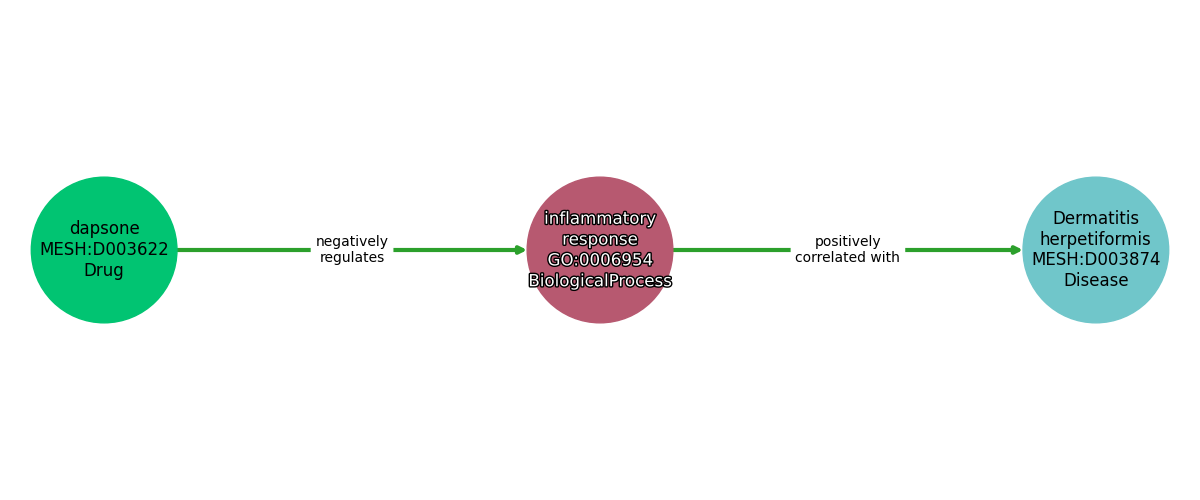 dapsone
MESH:D003622
Drug
negatively
regulates
inflammatory
response
GO:0006954
BiologicalProcess
positively
correlated with
Dermatitis
herpetiformis
MESH:D003874
Disease